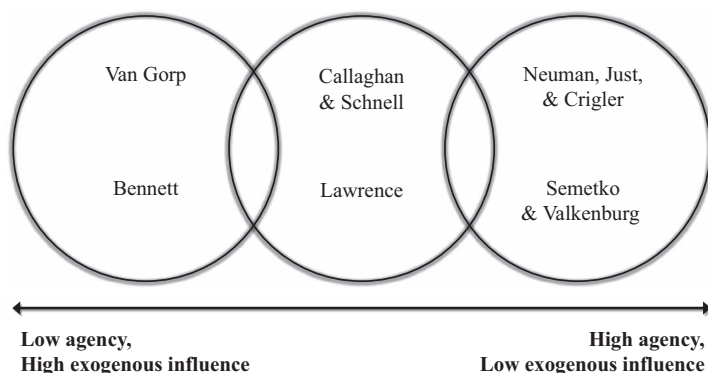 Van Gorp
Callaghan
& Schnell
Neuman, Just,
& Crigler
Bennett
Lawrence
Semetko
& Valkenburg
Low agency,
High exogenous influence
High agency,
Low exogenous influence